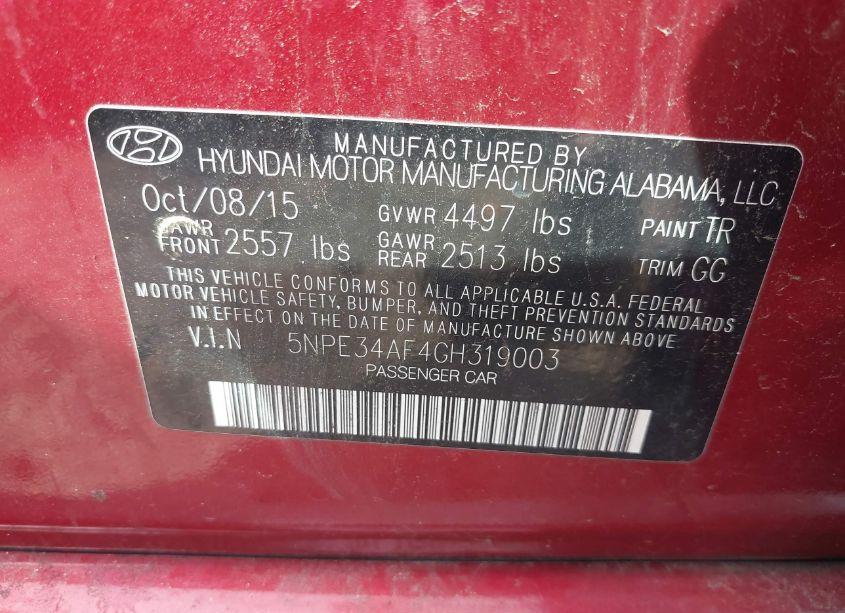 MANUFACTURED BY
HYUNDAI MOTOR MANUFACTURING ALABAMA, LLC
Oct/08/15 GVWR 4497 lbs PAINT TR
GAWR FRONT 2557 lbs GAWR REAR 2513 lbs TRIM GG
THIS VEHICLE CONFORMS TO ALL APPLICABLE U.S.A. FEDERAL
MOTOR VEHICLE SAFETY, BUMPER, AND THEFT PREVENTION STANDARDS
IN EFFECT ON THE DATE OF MANUFACTURE SHOWN ABOVE
V.I.N 5NPE34AF4GH319003
PASSENGER CAR